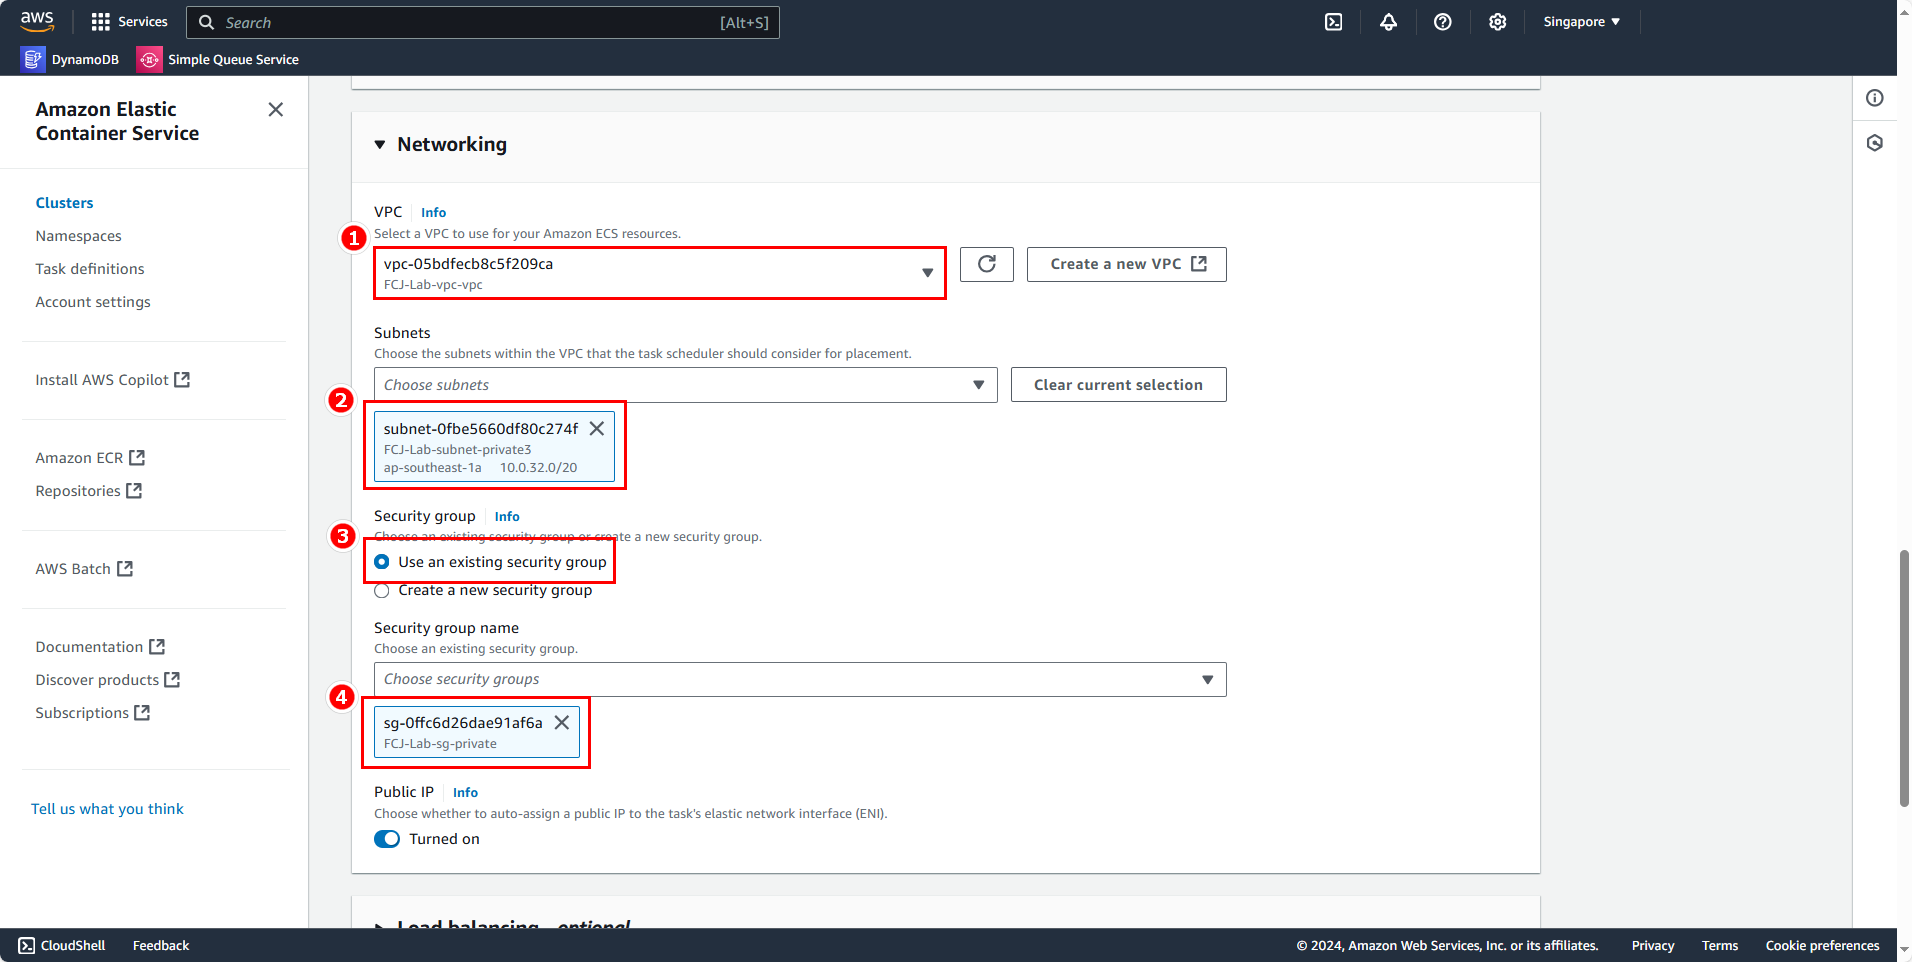 aws
Services
Search
[Alt+S]
Singapore
DynamoDB
Simple Queue Service
Amazon Elastic
Container Service
Clusters
Namespaces
Task definitions
Account settings
Install AWS Copilot
Amazon ECR
Repositories
AWS Batch
Documentation
Discover products
Subscriptions
Tell us what you think
Networking
VPC Info
Select a VPC to use for your Amazon ECS resources.
1
vpc-05bdfecb8c5f209ca
FCJ-Lab-vpc-vpc
Create a new VPC
Subnets
Choose the subnets within the VPC that the task scheduler should consider for placement.
Choose subnets
Clear current selection
2
subnet-0fbe5660df80c274f
FCJ-Lab-subnet-private3
ap-southeast-1a 10.0.32.0/20
Security group Info
Choose an existing security group or create a new security group.
3
Use an existing security group
Create a new security group
Security group name
Choose an existing security group.
Choose security groups
4
sg-0ffc6d26dae91af6a
FCJ-Lab-sg-private
Public IP Info
Choose whether to auto-assign a public IP to the task's elastic network interface (ENI).
Turned on
Load balancing - optional
CloudShell
Feedback
© 2024, Amazon Web Services, Inc. or its affiliates.
Privacy
Terms
Cookie preferences